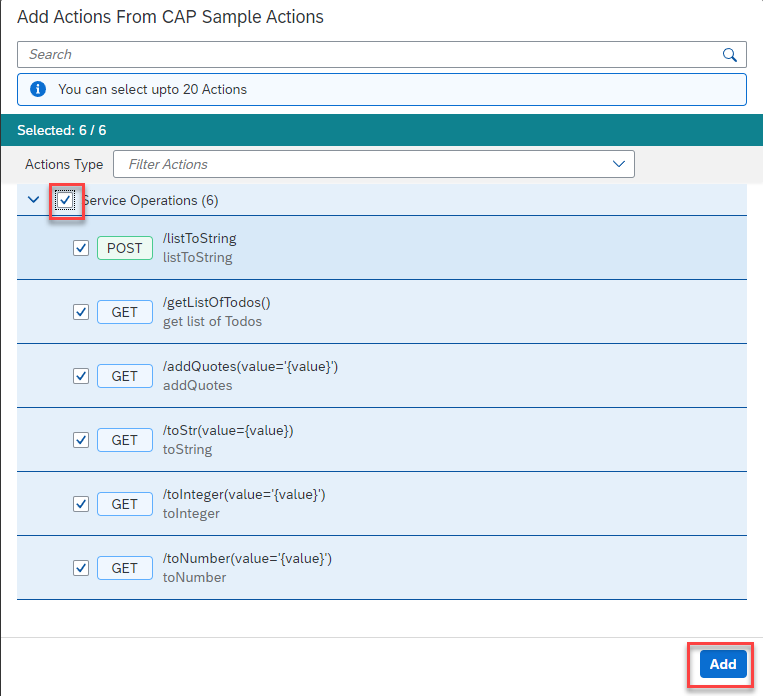 Add Actions From CAP Sample Actions
Search
You can select upto 20 Actions
Selected: 6 / 6
Actions Type Filter Actions
Service Operations (6)
POST /listToString
listToString
GET /getListOfTodos()
get list of Todos
GET /addQuotes(value='{value}')
addQuotes
GET /toStr(value={value})
toString
GET /toInteger(value='{value}')
toInteger
GET /toNumber(value='{value}')
toNumber
Add